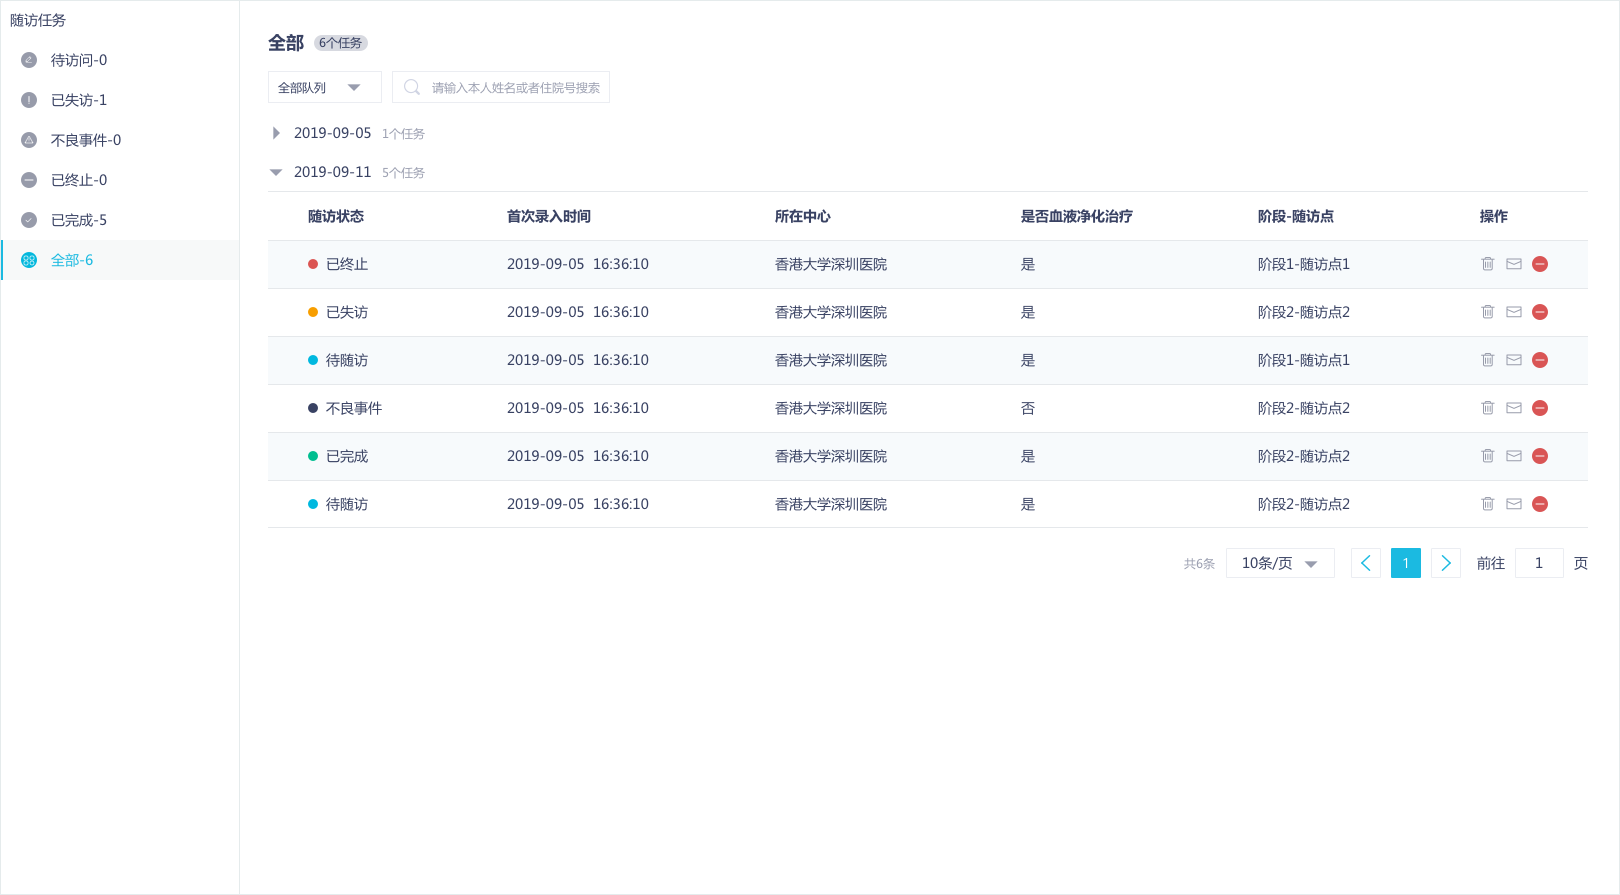 随访任务
待访问-0
已失访-1
不良事件-0
已终止-0
已完成-5
全部-6
全部 6个任务
全部队列 请输入本人姓名或者住院号搜索
2019-09-05 1个任务
2019-09-11 5个任务
随访状态 首次录入时间 所在中心 是否血液净化治疗 阶段-随访点 操作
已终止 2019-09-05 16:36:10 香港大学深圳医院 是 阶段1-随访点1
已失访 2019-09-05 16:36:10 香港大学深圳医院 是 阶段2-随访点2
待随访 2019-09-05 16:36:10 香港大学深圳医院 是 阶段1-随访点1
不良事件 2019-09-05 16:36:10 香港大学深圳医院 否 阶段2-随访点2
已完成 2019-09-05 16:36:10 香港大学深圳医院 是 阶段2-随访点2
待随访 2019-09-05 16:36:10 香港大学深圳医院 是 阶段2-随访点2
共6条 10条/页 1 前往 1 页